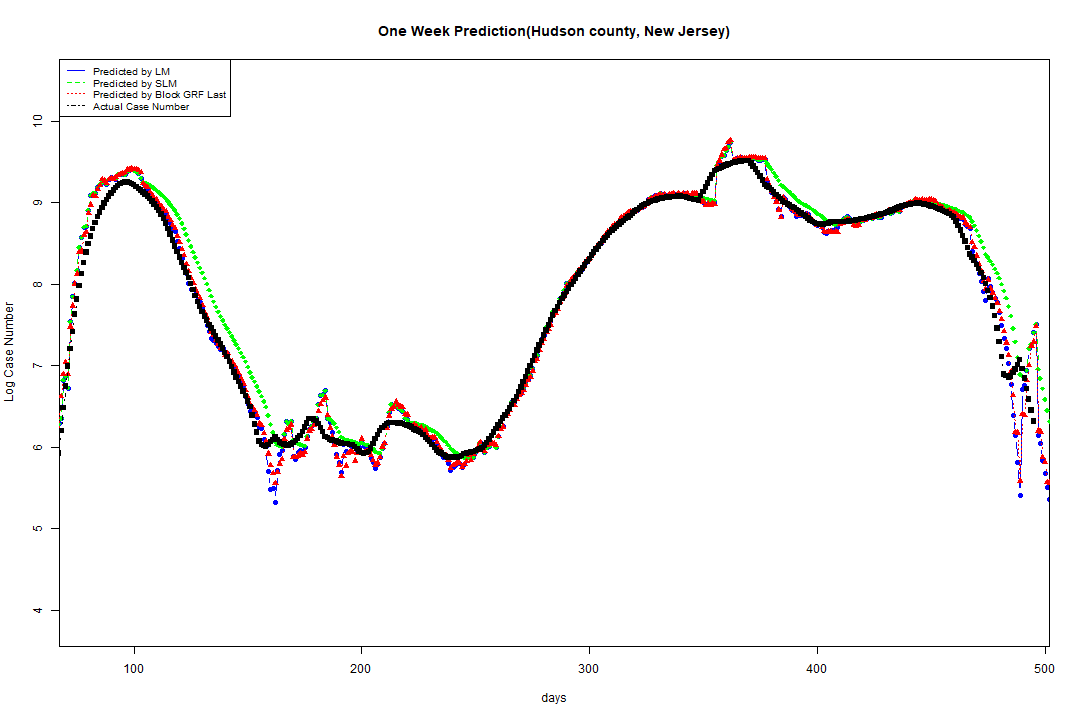 One Week Prediction(Hudson county, New Jersey)
Predicted by LM
Predicted by SLM
Predicted by Block GRF Last
Actual Case Number
10
9
8
7
6
5
4
Log Case Number
100
200
300
400
500
days